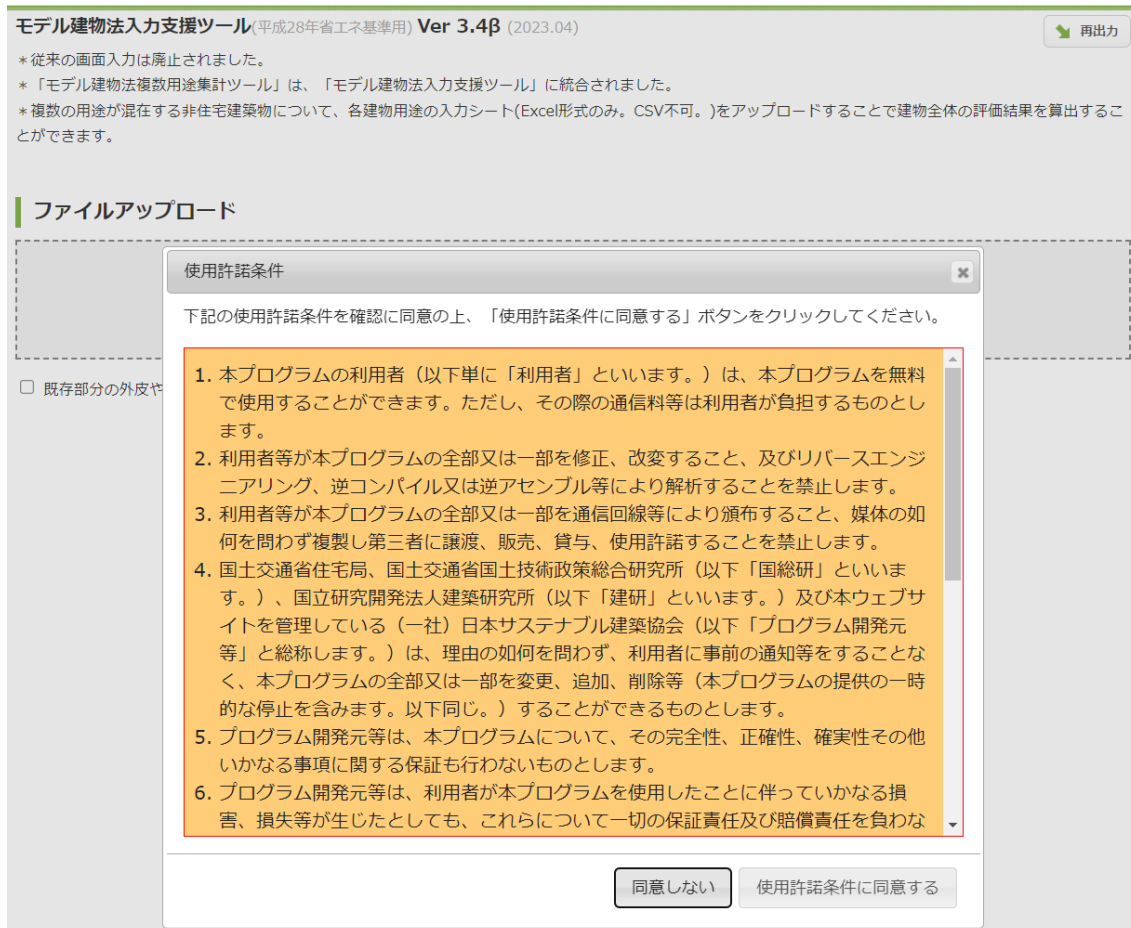 モデル建物法入力支援ツール(平成28年省エネ基準用) Ver 3.4β (2023.04)
再出力
＊従来の画面入力は廃止されました。
＊「モデル建物法複数用途集計ツール」は、「モデル建物法入力支援ツール」に統合されました。
＊複数の用途が混在する非住宅建築物について、各建物用途の入力シート(Excel形式のみ。CSV不可。)をアップロードすることで建物全体の評価結果を算出するこ
とができます。
ファイルアップロード
使用許諾条件
下記の使用許諾条件を確認に同意の上、「使用許諾条件に同意する」ボタンをクリックしてください。
既存部分の外皮や
1. 本プログラムの利用者（以下単に「利用者」といいます。）は、本プログラムを無料
で使用することができます。ただし、その際の通信料等は利用者が負担するものとし
ます。
2. 利用者等が本プログラムの全部又は一部を修正、改変すること、及びリバースエンジ
ニアリング、逆コンパイル又は逆アセンブル等により解析することを禁止します。
3. 利用者等が本プログラムの全部又は一部を通信回線等により頒布すること、媒体の如
何を問わず複製し第三者に譲渡、販売、貸与、使用許諾することを禁止します。
4. 国土交通省住宅局、国土交通省国土技術政策総合研究所（以下「国総研」といいま
す。）、国立研究開発法人建築研究所（以下「建研」といいます。）及び本ウェブサ
イトを管理している（一社）日本サステナブル建築協会（以下「プログラム開発元
等」と総称します。）は、理由の如何を問わず、利用者に事前の通知等をすることな
く、本プログラムの全部又は一部を変更、追加、削除等（本プログラムの提供の一時
的な停止を含みます。以下同じ。）することができるものとします。
5. プログラム開発元等は、本プログラムについて、その完全性、正確性、確実性その他
いかなる事項に関する保証も行わないものとします。
6. プログラム開発元等は、利用者が本プログラムを使用したことに伴っていかなる損
害、損失等が生じたとしても、これらについて一切の保証責任及び賠償責任を負わな
同意しない
使用許諾条件に同意する